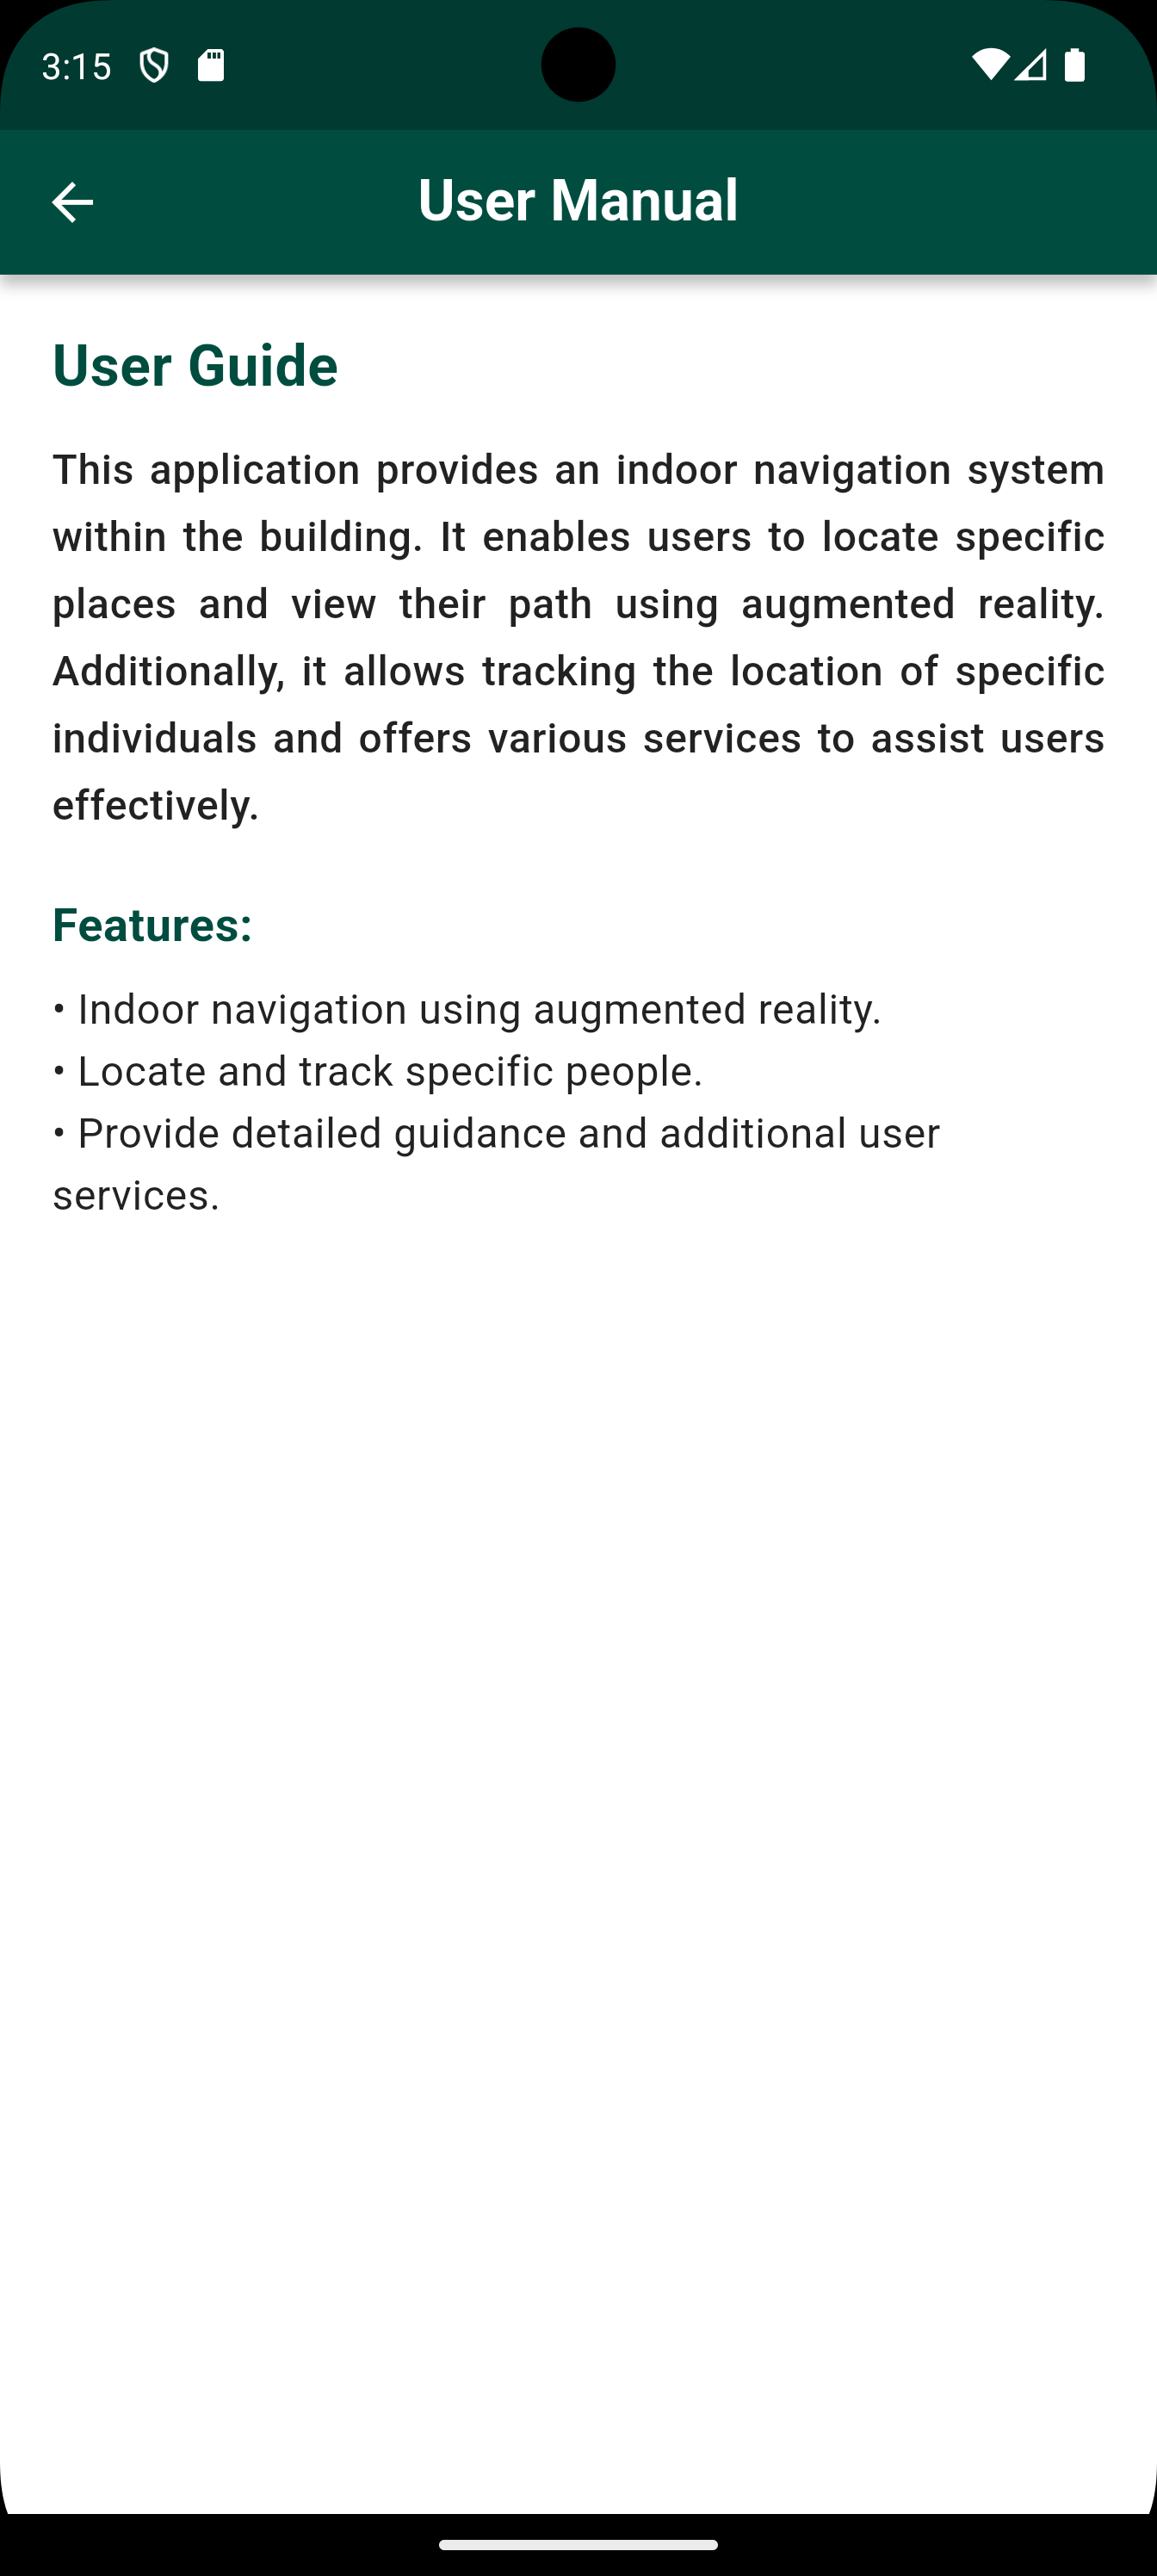 3:15
User Manual
User Guide
This application provides an indoor navigation system
within the building. It enables users to locate specific
places and view their path using augmented reality.
Additionally, it allows tracking the location of specific
individuals and offers various services to assist users
effectively.
Features:
• Indoor navigation using augmented reality.
• Locate and track specific people.
• Provide detailed guidance and additional user
services.